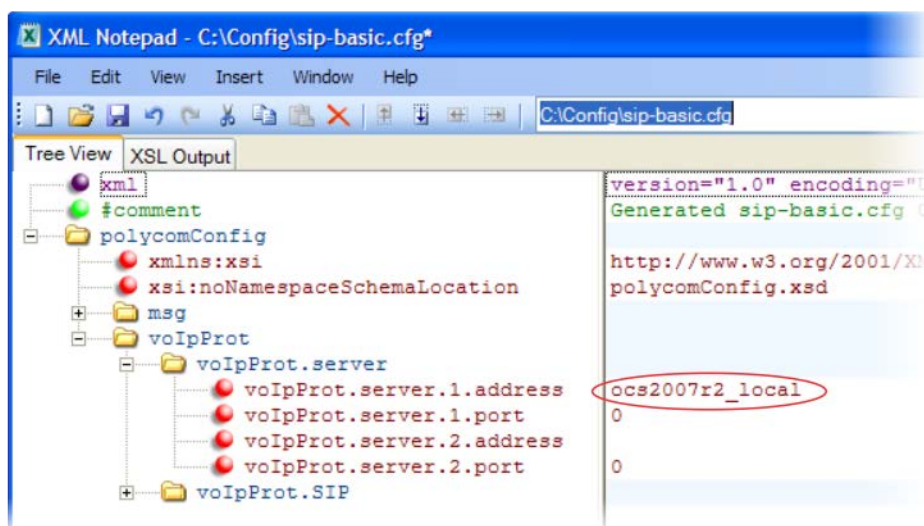 XML Notepad - C:\Config\sip-basic.cfg*
File Edit View Insert Window Help
C:\Config\sip-basic.cfg
Tree View XSL Output
xml version="1.0" encoding="
#comment Generated sip-basic.cfg
polycomConfig
xmlns:xsi http://www.w3.org/2001/
xsi:noNamespaceSchemaLocation polycomConfig.xsd
msg
voIpProt
voIpProt.server
voIpProt.server.1.address ocs2007r2_local
voIpProt.server.1.port 0
voIpProt.server.2.address
voIpProt.server.2.port 0
voIpProt.SIP